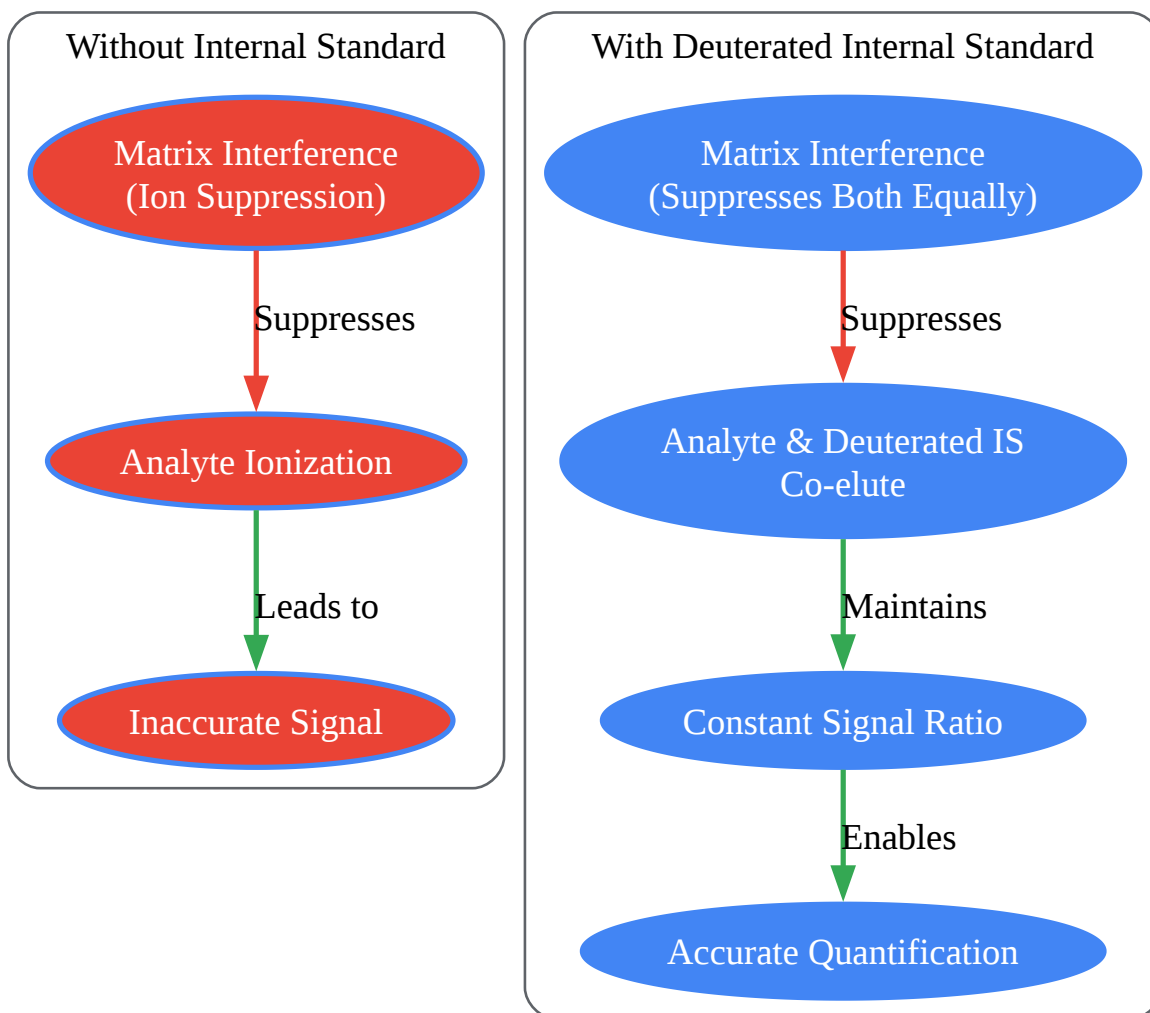 Without Internal Standard
Matrix Interference
(Ion Suppression)
Suppresses
Analyte Ionization
Leads to
Inaccurate Signal
With Deuterated Internal Standard
Matrix Interference
(Suppresses Both Equally)
Suppresses
Analyte & Deuterated IS
Co-elute
Maintains
Constant Signal Ratio
Enables
Accurate Quantification